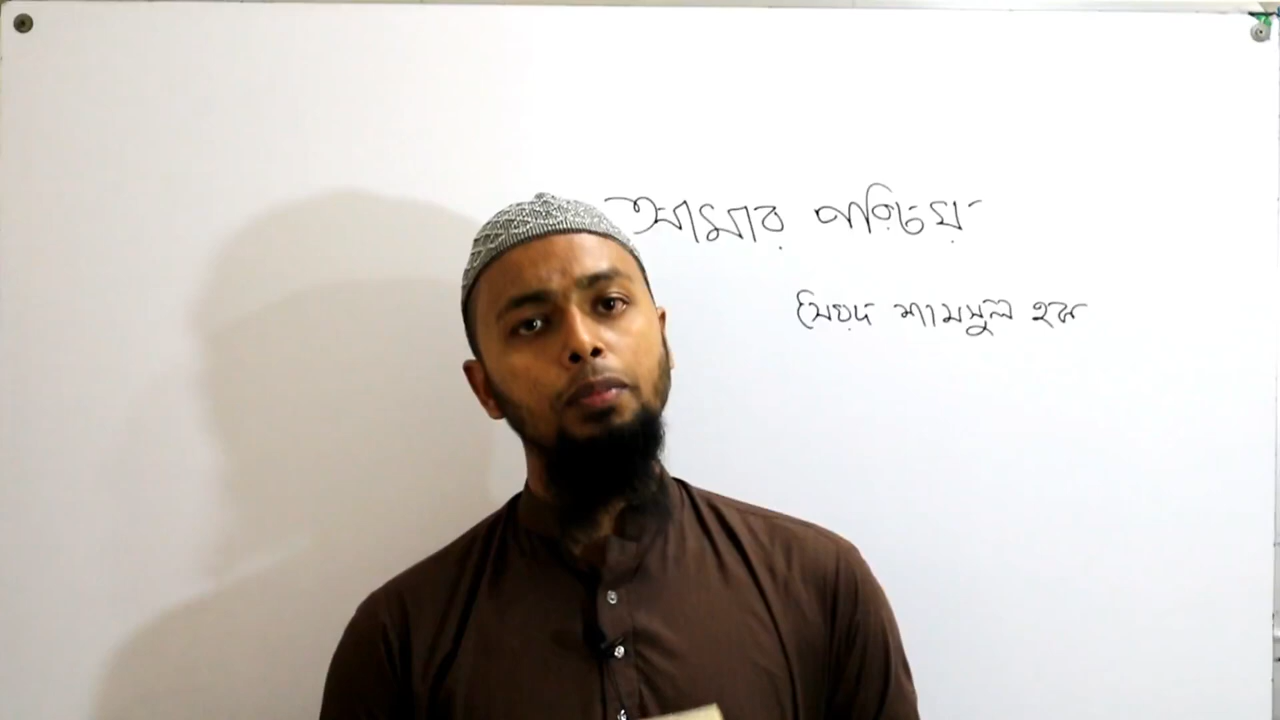 আমার পরিচয়
সৈয়দ শামসুল হক